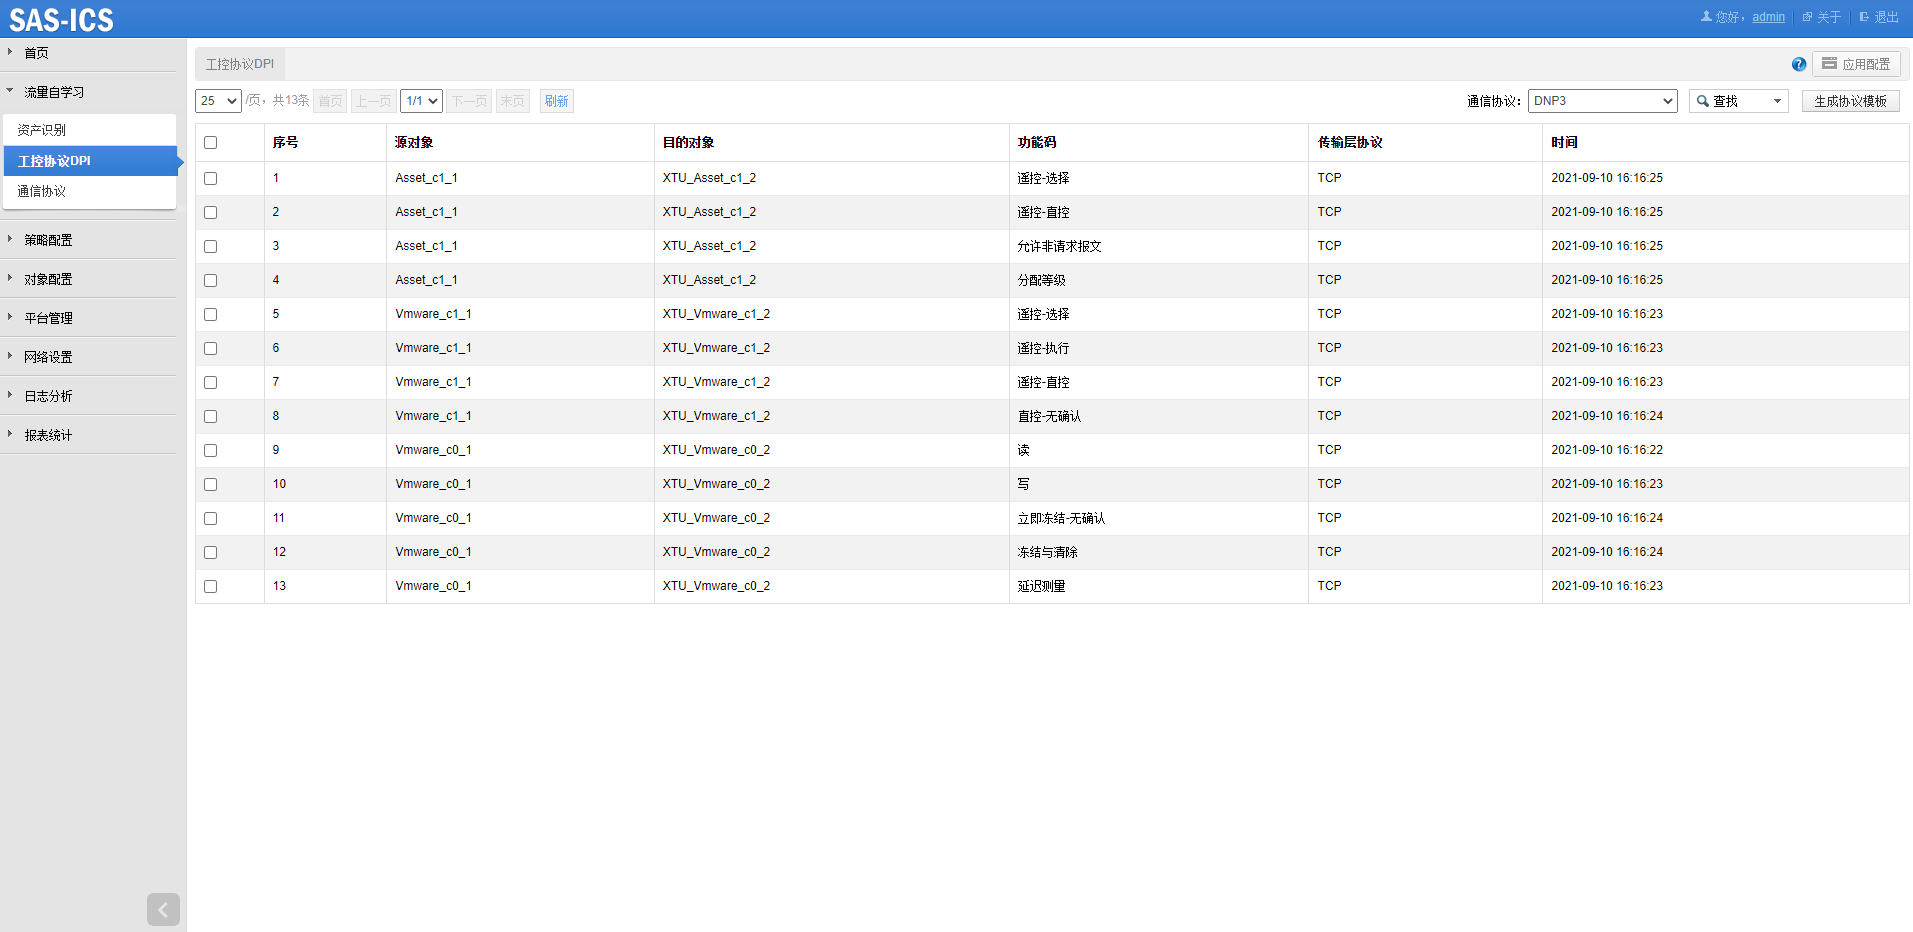 SAS-ICS
您好， admin 关于 退出
首页
流量自学习
资产识别
工控协议DPI
通信协议
策略配置
对象配置
平台管理
网络设置
日志分析
报表统计
工控协议DPI
? 应用配置
25 /页，共13条 首页 上一页 1/1 下一页 末页 刷新 通信协议： DNP3 查找 生成协议模板
序号 源对象 目的对象 功能码 传输层协议 时间
1 Asset_c1_1 XTU_Asset_c1_2 遥控-选择 TCP 2021-09-10 16:16:25
2 Asset_c1_1 XTU_Asset_c1_2 遥控-直控 TCP 2021-09-10 16:16:25
3 Asset_c1_1 XTU_Asset_c1_2 允许非请求报文 TCP 2021-09-10 16:16:25
4 Asset_c1_1 XTU_Asset_c1_2 分配等级 TCP 2021-09-10 16:16:25
5 Vmware_c1_1 XTU_Vmware_c1_2 遥控-选择 TCP 2021-09-10 16:16:23
6 Vmware_c1_1 XTU_Vmware_c1_2 遥控-执行 TCP 2021-09-10 16:16:23
7 Vmware_c1_1 XTU_Vmware_c1_2 遥控-直控 TCP 2021-09-10 16:16:23
8 Vmware_c1_1 XTU_Vmware_c1_2 直控-无确认 TCP 2021-09-10 16:16:24
9 Vmware_c0_1 XTU_Vmware_c0_2 读 TCP 2021-09-10 16:16:22
10 Vmware_c0_1 XTU_Vmware_c0_2 写 TCP 2021-09-10 16:16:23
11 Vmware_c0_1 XTU_Vmware_c0_2 立即冻结-无确认 TCP 2021-09-10 16:16:24
12 Vmware_c0_1 XTU_Vmware_c0_2 冻结与清除 TCP 2021-09-10 16:16:24
13 Vmware_c0_1 XTU_Vmware_c0_2 延迟测量 TCP 2021-09-10 16:16:23